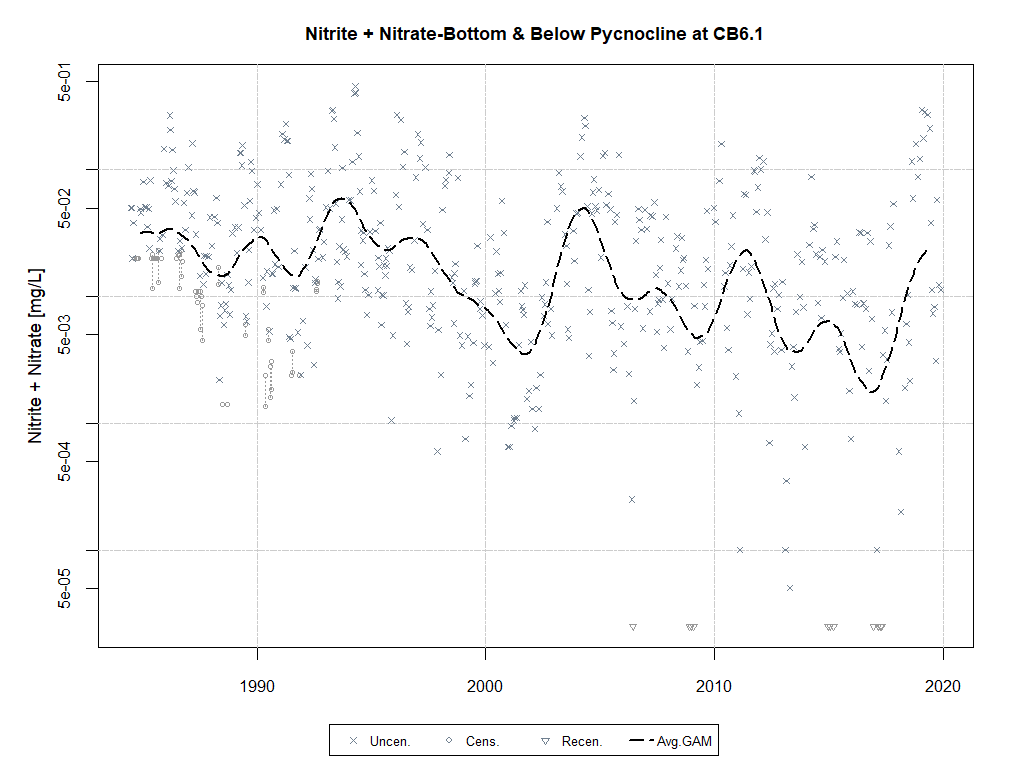 Nitrite + Nitrate-Bottom & Below Pycnocline at CB6.1
Nitrite + Nitrate [mg/L]
5e-01
5e-02
5e-03
5e-04
5e-05
1990 2000 2010 2020
Uncen. Cens. Recen. Avg.GAM